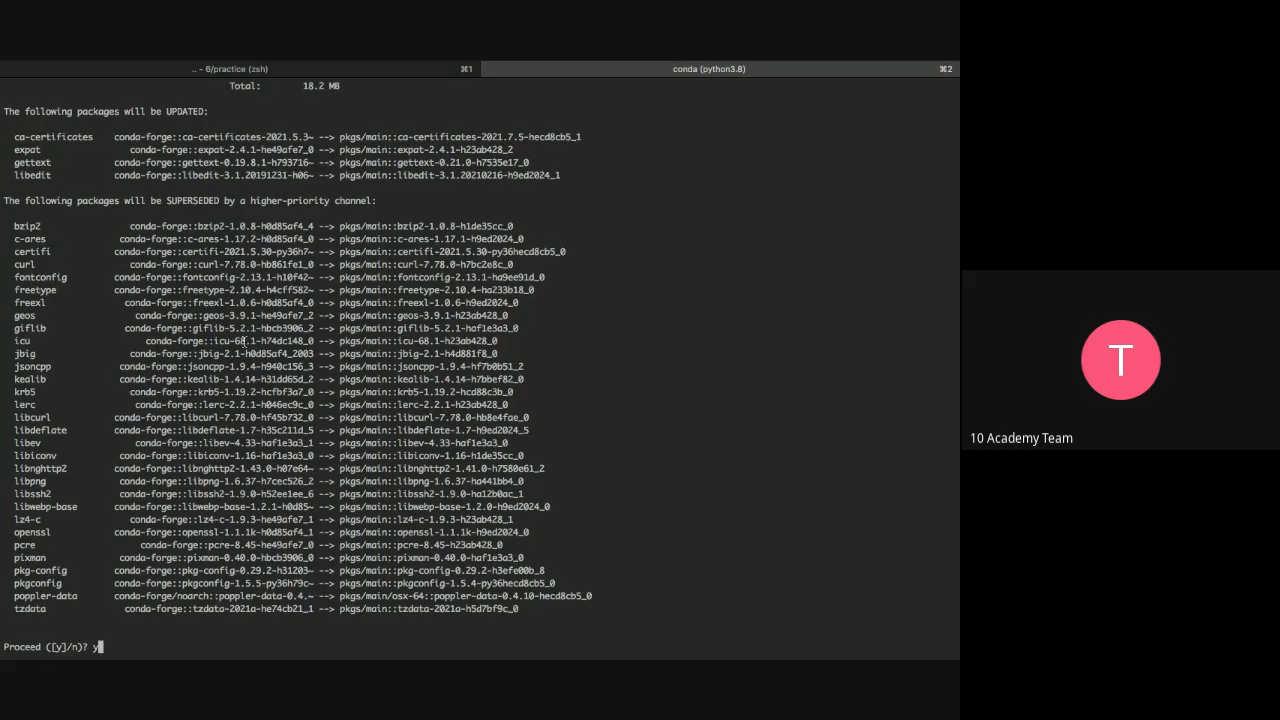 .. - 6/practice (zsh) ⌘1 conda (python3.8) ⌘2
Total: 18.2 MB
The following packages will be UPDATED:
ca-certificates conda-forge::ca-certificates-2021.5.3~ --> pkgs/main::ca-certificates-2021.7.5-hecd8cb5_1
expat conda-forge::expat-2.4.1-he49afe7_0 --> pkgs/main::expat-2.4.1-h23ab428_2
gettext conda-forge::gettext-0.19.8.1-h793716~ --> pkgs/main::gettext-0.21.0-h7535e17_0
libedit conda-forge::libedit-3.1.20191231-h06~ --> pkgs/main::libedit-3.1.20210216-h9ed2024_1
The following packages will be SUPERSEDED by a higher-priority channel:
bzip2 conda-forge::bzip2-1.0.8-h0d85af4_4 --> pkgs/main::bzip2-1.0.8-h1de35cc_0
c-ares conda-forge::c-ares-1.17.2-h0d85af4_0 --> pkgs/main::c-ares-1.17.1-h9ed2024_0
certifi conda-forge::certifi-2021.5.30-py36h7~ --> pkgs/main::certifi-2021.5.30-py36hecd8cb5_0
curl conda-forge::curl-7.78.0-hb861fe1_0 --> pkgs/main::curl-7.78.0-h7bc2e8c_0
fontconfig conda-forge::fontconfig-2.13.1-h10f42~ --> pkgs/main::fontconfig-2.13.1-ha9ee91d_0
freetype conda-forge::freetype-2.10.4-h4cff582~ --> pkgs/main::freetype-2.10.4-ha233b18_0
freexl conda-forge::freexl-1.0.6-h0d85af4_0 --> pkgs/main::freexl-1.0.6-h9ed2024_0
geos conda-forge::geos-3.9.1-he49afe7_2 --> pkgs/main::geos-3.9.1-h23ab428_0
giflib conda-forge::giflib-5.2.1-hbcb3906_2 --> pkgs/main::giflib-5.2.1-haf1e3a3_0
icu conda-forge::icu-68.1-h74dc148_0 --> pkgs/main::icu-68.1-h23ab428_0
jbig conda-forge::jbig-2.1-h0d85af4_2003 --> pkgs/main::jbig-2.1-h4d881f8_0
jsoncpp conda-forge::jsoncpp-1.9.4-h940c156_3 --> pkgs/main::jsoncpp-1.9.4-hf7b0b51_2
kealib conda-forge::kealib-1.4.14-h31dd65d_2 --> pkgs/main::kealib-1.4.14-h7bbef82_0
krb5 conda-forge::krb5-1.19.2-hcfbf3a7_0 --> pkgs/main::krb5-1.19.2-hcd88c3b_0
lerc conda-forge::lerc-2.2.1-h046ec9c_0 --> pkgs/main::lerc-2.2.1-h23ab428_0
libcurl conda-forge::libcurl-7.78.0-hf45b732_0 --> pkgs/main::libcurl-7.78.0-hb8e4fae_0
libdeflate conda-forge::libdeflate-1.7-h35c211d_5 --> pkgs/main::libdeflate-1.7-h9ed2024_5
libev conda-forge::libev-4.33-haf1e3a3_1 --> pkgs/main::libev-4.33-haf1e3a3_0
libiconv conda-forge::libiconv-1.16-haf1e3a3_0 --> pkgs/main::libiconv-1.16-h1de35cc_0
libnghttp2 conda-forge::libnghttp2-1.43.0-h07e64~ --> pkgs/main::libnghttp2-1.41.0-h7580e61_2
libpng conda-forge::libpng-1.6.37-h7cec526_2 --> pkgs/main::libpng-1.6.37-ha441bb4_0
libssh2 conda-forge::libssh2-1.9.0-h52ee1ee_6 --> pkgs/main::libssh2-1.9.0-ha12b0ac_1
libwebp-base conda-forge::libwebp-base-1.2.1-h0d85~ --> pkgs/main::libwebp-base-1.2.0-h9ed2024_0
lz4-c conda-forge::lz4-c-1.9.3-he49afe7_1 --> pkgs/main::lz4-c-1.9.3-h23ab428_1
openssl conda-forge::openssl-1.1.1k-h0d85af4_1 --> pkgs/main::openssl-1.1.1k-h9ed2024_0
pcre conda-forge::pcre-8.45-he49afe7_0 --> pkgs/main::pcre-8.45-h23ab428_0
pixman conda-forge::pixman-0.40.0-hbcb3906_0 --> pkgs/main::pixman-0.40.0-haf1e3a3_0
pkg-config conda-forge::pkg-config-0.29.2-h31203~ --> pkgs/main::pkg-config-0.29.2-h3efe00b_8
pkgconfig conda-forge::pkgconfig-1.5.5-py36h79c~ --> pkgs/main::pkgconfig-1.5.4-py36hecd8cb5_0
poppler-data conda-forge/noarch::poppler-data-0.4.~ --> pkgs/main/osx-64::poppler-data-0.4.10-hecd8cb5_0
tzdata conda-forge::tzdata-2021a-he74cb21_1 --> pkgs/main::tzdata-2021a-h5d7bf9c_0
Proceed ([y]/n)? y
T
10 Academy Team